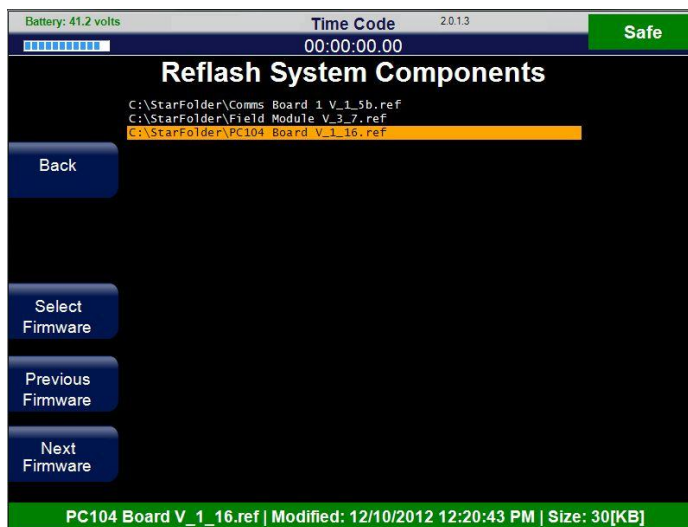 Battery: 41.2 volts
Time Code
2.0.1.3
Safe
00:00:00.00
Reflash System Components
C:\StarFolder\Comms Board 1 V_1_5b.ref
C:\StarFolder\Field Module V_3_7.ref
C:\StarFolder\PC104 Board V_1_16.ref
Back
Select
Firmware
Previous
Firmware
Next
Firmware
PC104 Board V_1_16.ref | Modified: 12/10/2012 12:20:43 PM | Size: 30[KB]